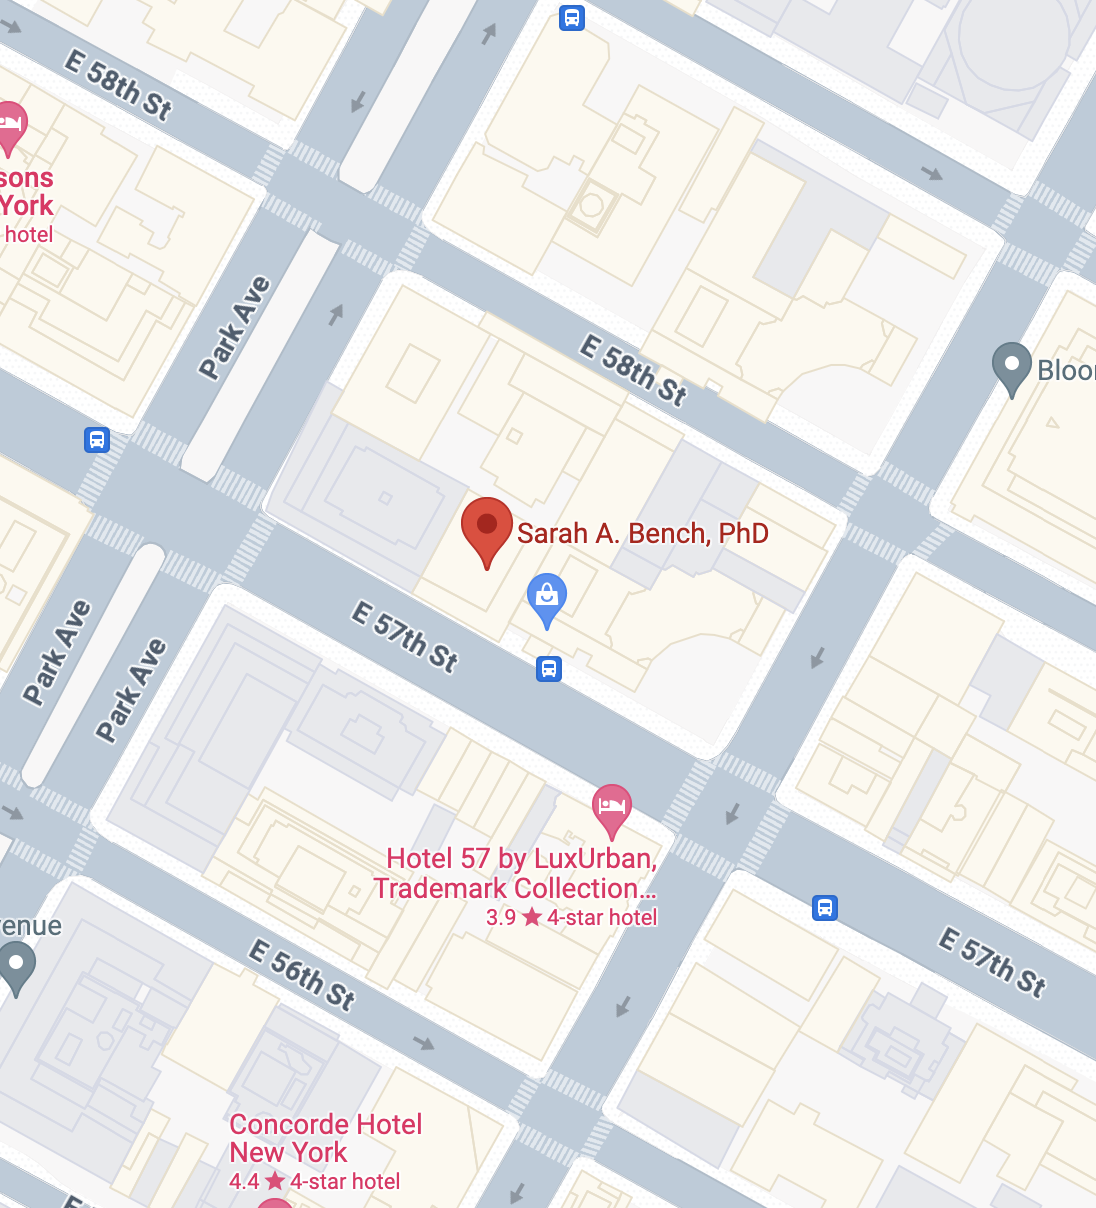 E 58th St
sons
York
hotel
Park Ave
E 58th St
Bloor
Sarah A. Bench, PhD
E 57th St
Park Ave
Park Ave
Hotel 57 by LuxUrban,
Trademark Collection...
3.9 ★ 4-star hotel
enue
E 56th St
E 57th St
Concorde Hotel
New York
4.4 ★ 4-star hotel
E